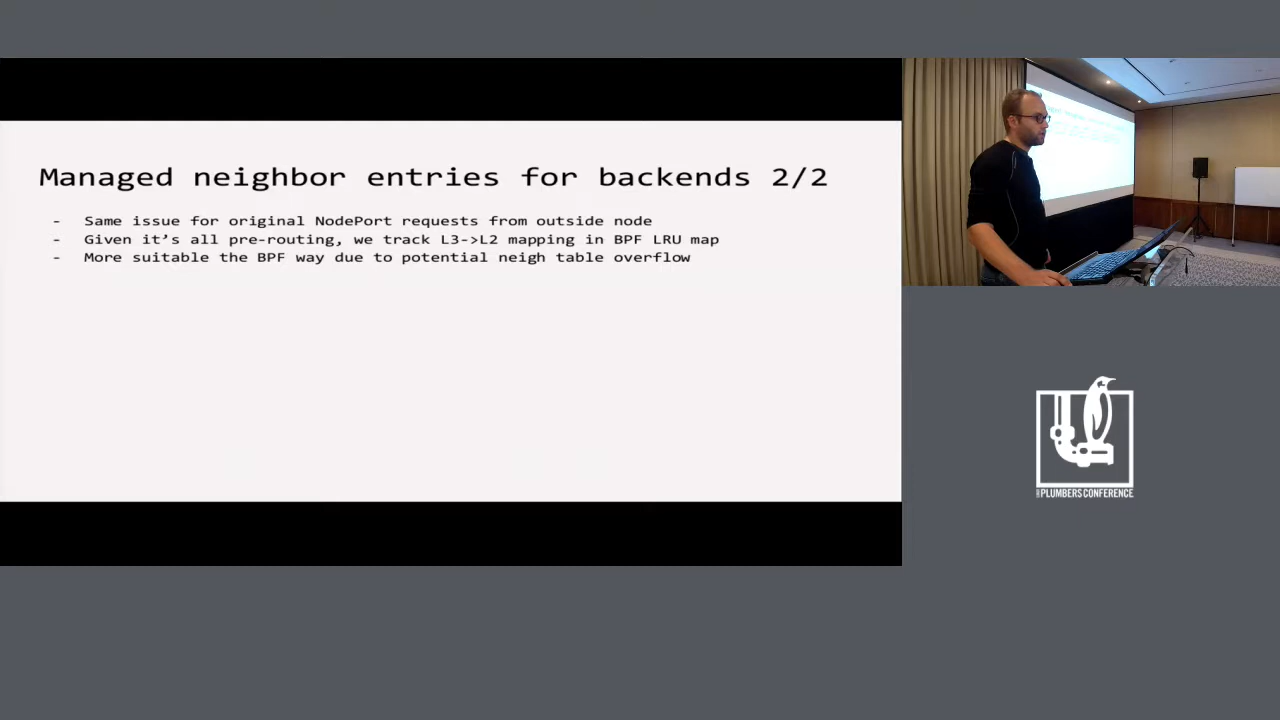 Managed neighbor entries for backends 2/2
- Same issue for original NodePort requests from outside node
- Given it's all pre-routing, we track L3->L2 mapping in BPF LRU map
- More suitable the BPF way due to potential neigh table overflow
PLUMBERS CONFERENCE